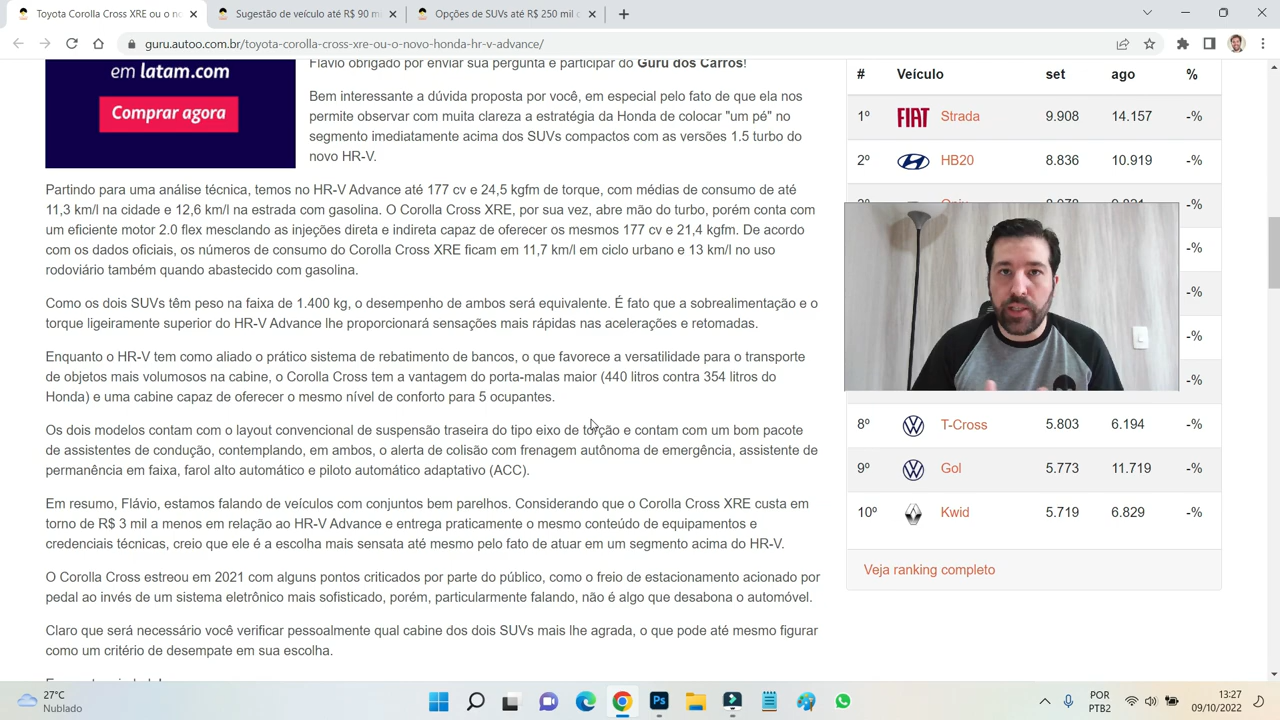 Toyota Corolla Cross XRE ou o no
Sugestão de veículo até R$ 90 mi
Opções de SUVs até R$ 250 mil c
guru.autoo.com.br/toyota-corolla-cross-xre-ou-o-novo-honda-hr-v-advance/
em latam.com
Comprar agora
Flávio obrigado por enviar sua pergunta e participar do Guru dos Carros!
Bem interessante a dúvida proposta por você, em especial pelo fato de que ela nos
permite observar com muita clareza a estratégia da Honda de colocar "um pé" no
segmento imediatamente acima dos SUVs compactos com as versões 1.5 turbo do
novo HR-V.
Partindo para uma análise técnica, temos no HR-V Advance até 177 cv e 24,5 kgfm de torque, com médias de consumo de até
11,3 km/l na cidade e 12,6 km/l na estrada com gasolina. O Corolla Cross XRE, por sua vez, abre mão do turbo, porém conta com
um eficiente motor 2.0 flex mesclando as injeções direta e indireta capaz de oferecer os mesmos 177 cv e 21,4 kgfm. De acordo
com os dados oficiais, os números de consumo do Corolla Cross XRE ficam em 11,7 km/l em ciclo urbano e 13 km/l no uso
rodoviário também quando abastecido com gasolina.
Como os dois SUVs têm peso na faixa de 1.400 kg, o desempenho de ambos será equivalente. É fato que a sobrealimentação e o
torque ligeiramente superior do HR-V Advance lhe proporcionará sensações mais rápidas nas acelerações e retomadas.
Enquanto o HR-V tem como aliado o prático sistema de rebatimento de bancos, o que favorece a versatilidade para o transporte
de objetos mais volumosos na cabine, o Corolla Cross tem a vantagem do porta-malas maior (440 litros contra 354 litros do
Honda) e uma cabine capaz de oferecer o mesmo nível de conforto para 5 ocupantes.
Os dois modelos contam com o layout convencional de suspensão traseira do tipo eixo de torção e contam com um bom pacote
de assistentes de condução, contemplando, em ambos, o alerta de colisão com frenagem autônoma de emergência, assistente de
permanência em faixa, farol alto automático e piloto automático adaptativo (ACC).
Em resumo, Flávio, estamos falando de veículos com conjuntos bem parelhos. Considerando que o Corolla Cross XRE custa em
torno de R$ 3 mil a menos em relação ao HR-V Advance e entrega praticamente o mesmo conteúdo de equipamentos e
credenciais técnicas, creio que ele é a escolha mais sensata até mesmo pelo fato de atuar em um segmento acima do HR-V.
O Corolla Cross estreou em 2021 com alguns pontos criticados por parte do público, como o freio de estacionamento acionado por
pedal ao invés de um sistema eletrônico mais sofisticado, porém, particularmente falando, não é algo que desabona o automóvel.
Claro que será necessário você verificar pessoalmente qual cabine dos dois SUVs mais lhe agrada, o que pode até mesmo figurar
como um critério de desempate em sua escolha.
# Veículo set ago %
1º FIAT Strada 9.908 14.157 -%
2º HB20 8.836 10.919 -%
-%
-%
-%
-%
-%
8º T-Cross 5.803 6.194 -%
9º Gol 5.773 11.719 -%
10º Kwid 5.719 6.829 -%
Veja ranking completo
27°C
Nublado
POR
PTB2
13:27
09/10/2022